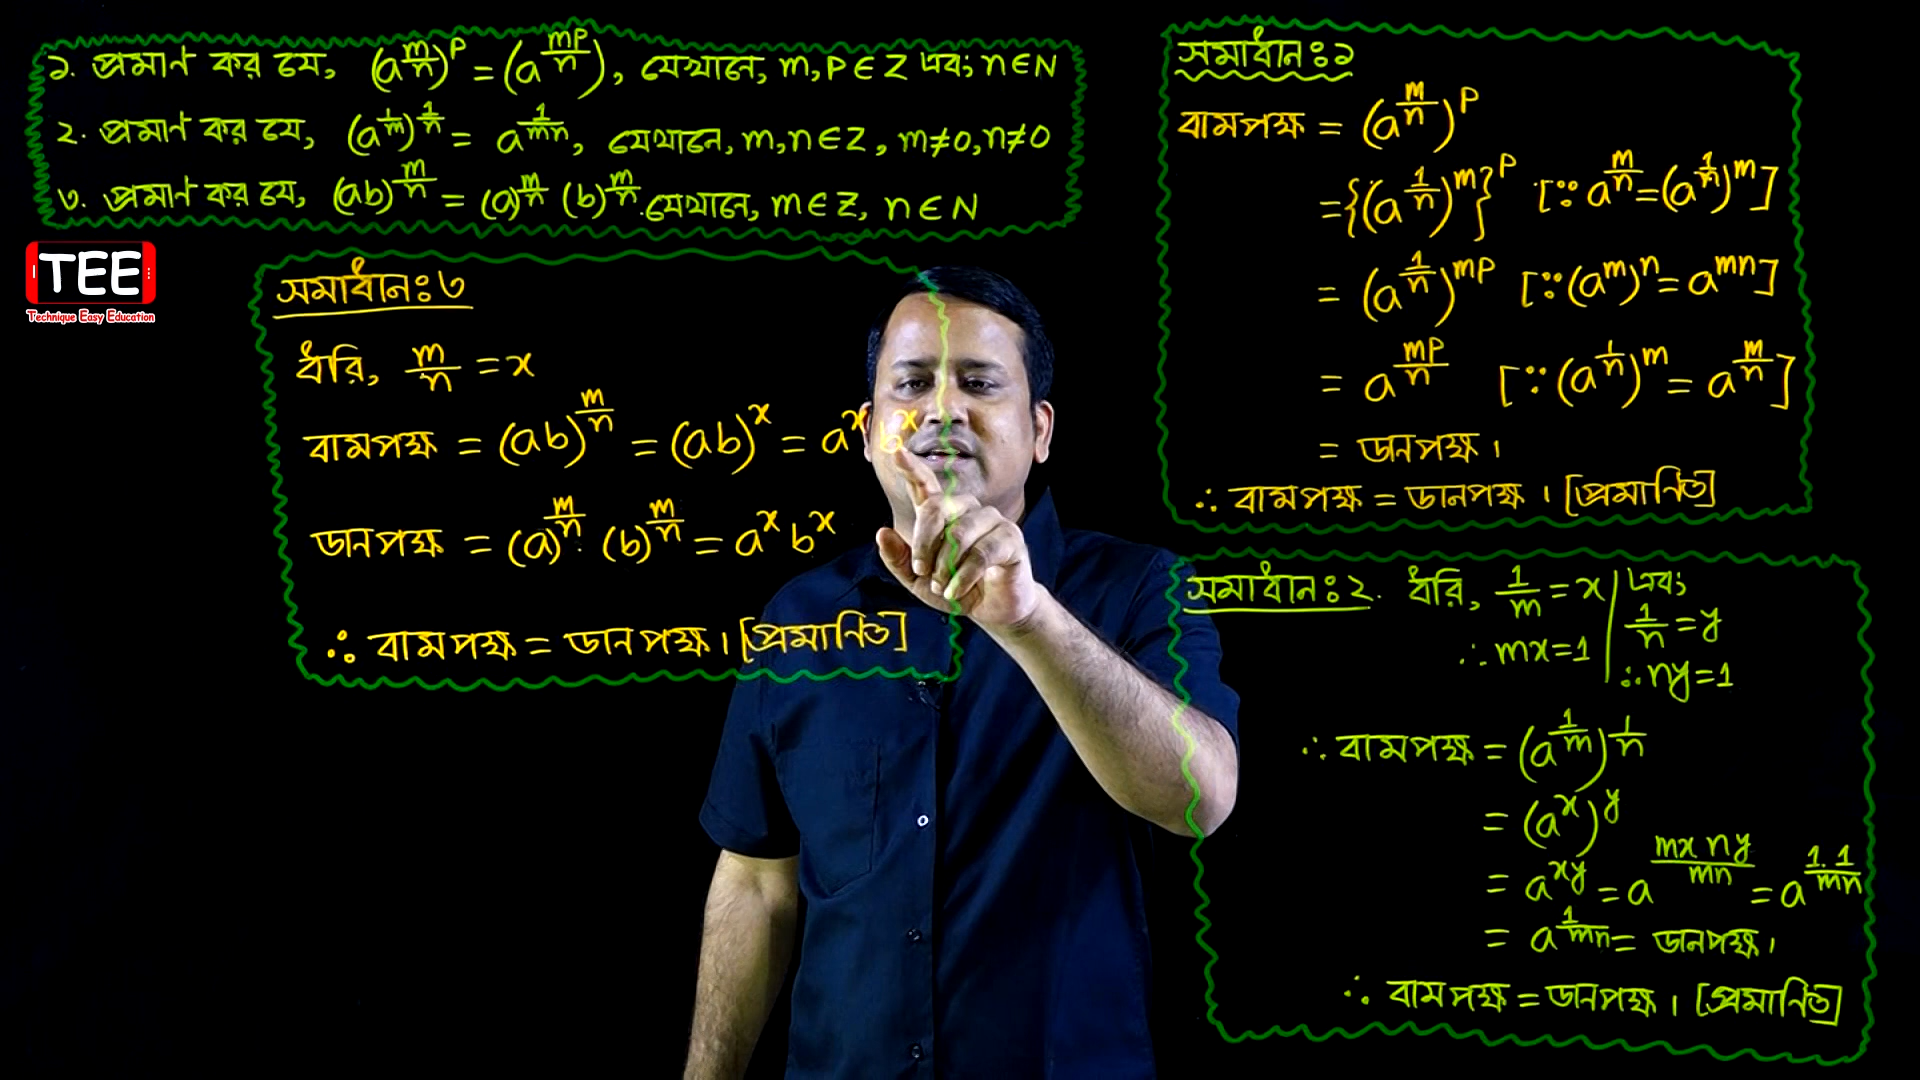 ১. প্রমাণ কর যে, (a^{m/n})^P = (a^{mp/n}), যেখানে, m, P ∈ Z এবং n ∈ N
২. প্রমাণ কর যে, (a^{1/m})^{1/n} = a^{1/mn}, যেখানে, m, n ∈ Z, m≠0, n≠0
৩. প্রমাণ কর যে, (ab)^{m/n} = (a)^{m/n} (b)^{m/n}. যেখানে, m ∈ Z, n ∈ N
TEE
Technique Easy Education
সমাধানঃ৩
ধরি, m/n = x
বামপক্ষ = (ab)^{m/n} = (ab)^x = a^x b^x
ডানপক্ষ = (a)^{m/n}. (b)^{m/n} = a^x b^x
∴ বামপক্ষ = ডানপক্ষ। [প্রমানিত]
সমাধানঃ১
বামপক্ষ = (a^{m/n})^P
= {(a^{1/n})^m}^P [∵ a^{m/n} = (a^{1/n})^m]
= (a^{1/n})^{mp} [∵ (a^m)^n = a^{mn}]
= a^{mp/n} [∵ (a^{1/n})^m = a^{m/n}]
= ডানপক্ষ।
∴ বামপক্ষ = ডানপক্ষ। [প্রমানিত]
সমাধানঃ২. ধরি, 1/m = x | এবং
∴ mx = 1 | 1/n = y
∴ ny = 1
∴ বামপক্ষ = (a^{1/m})^{1/n}
= (a^x)^y
= a^{xy} = a^{mx ny/mn} = a^{1.1/mn}
= a^{1/mn} = ডানপক্ষ।
∴ বামপক্ষ = ডানপক্ষ। [প্রমানিত]